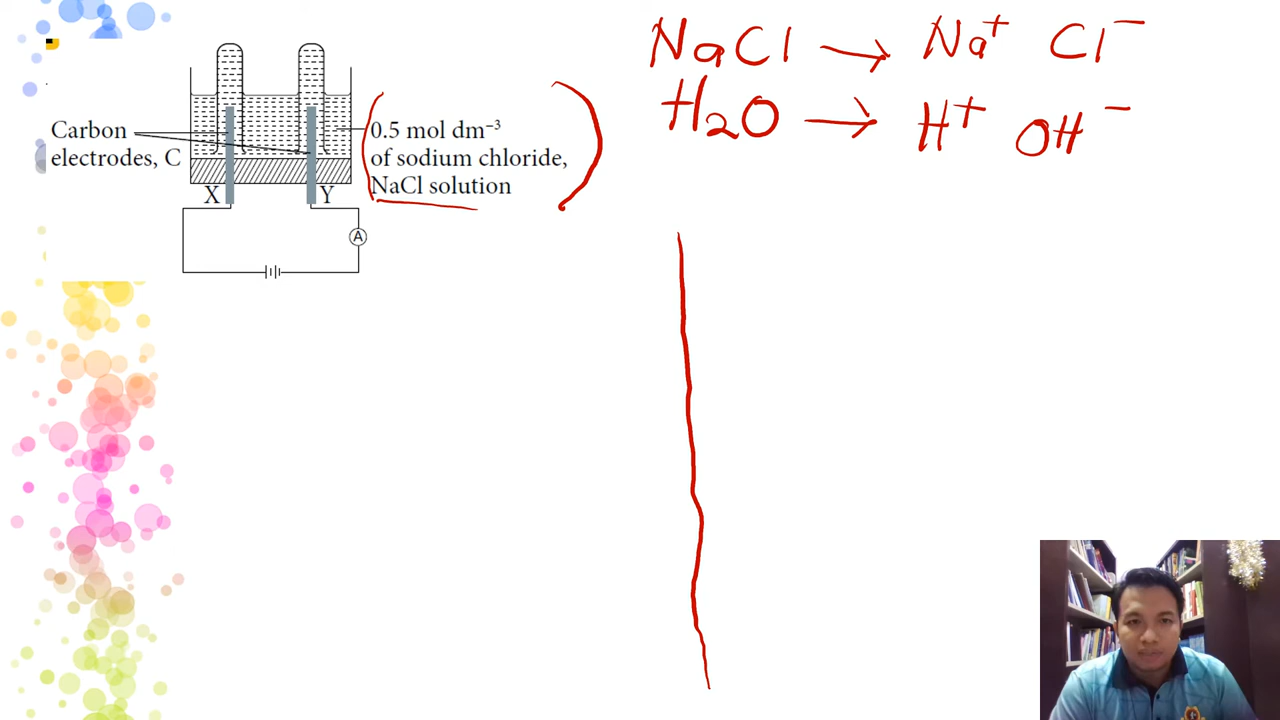 Carbon
electrodes, C
X
Y
A
0.5 mol dm⁻³
of sodium chloride,
NaCl solution
NaCl → Na⁺ Cl⁻
H₂O → H⁺ OH⁻